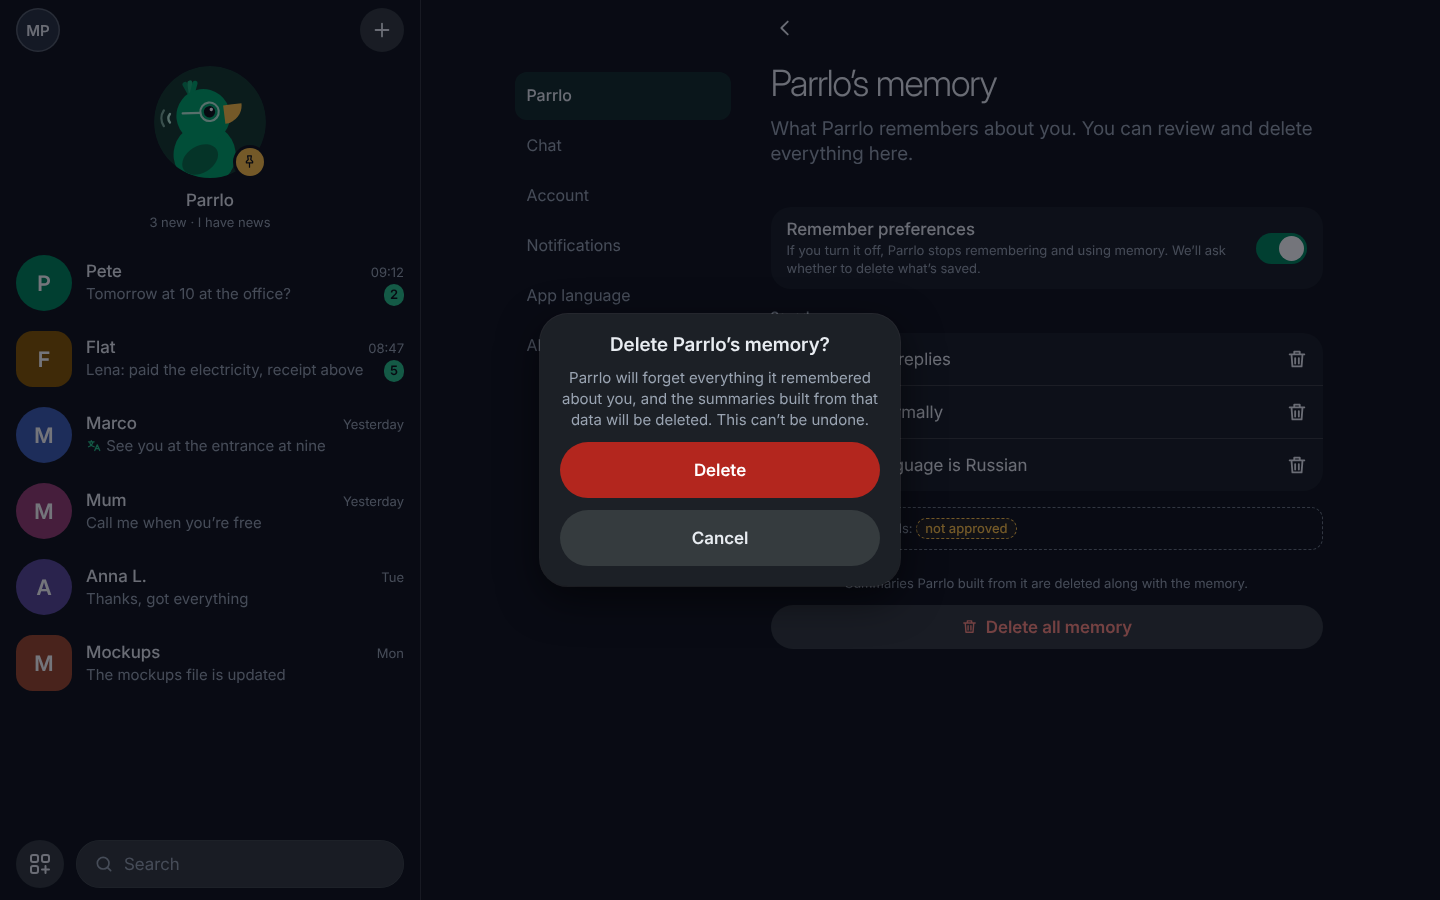 MP
Parrlo
3 new · I have news
P
Pete
09:12
Tomorrow at 10 at the office?
2
F
Flat
08:47
Lena: paid the electricity, receipt above
5
M
Marco
Yesterday
See you at the entrance at nine
M
Mum
Yesterday
Call me when you’re free
A
Anna L.
Tue
Thanks, got everything
M
Mockups
Mon
The mockups file is updated
Search
Parrlo
Chat
Account
Notifications
App language
Parrlo’s memory
What Parrlo remembers about you. You can review and delete
everything here.
Remember preferences
If you turn it off, Parrlo stops remembering and using memory. We’ll ask
whether to delete what’s saved.
replies
is Russian
not approved
Summaries Parrlo built from it are deleted along with the memory.
Delete all memory
Delete Parrlo’s memory?
Parrlo will forget everything it remembered
about you, and the summaries built from that
data will be deleted. This can’t be undone.
Delete
Cancel